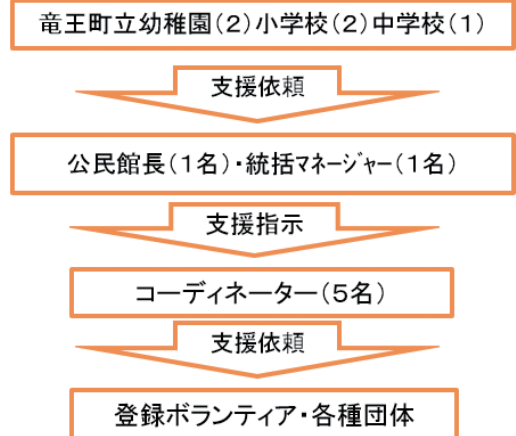 竜王町立幼稚園(2)小学校(2)中学校(1)
支援依頼
公民館長(1名)・統括ﾏﾈｰｼﾞｬｰ(1名)
支援指示
コーディネーター(5名)
支援依頼
登録ボランティア・各種団体